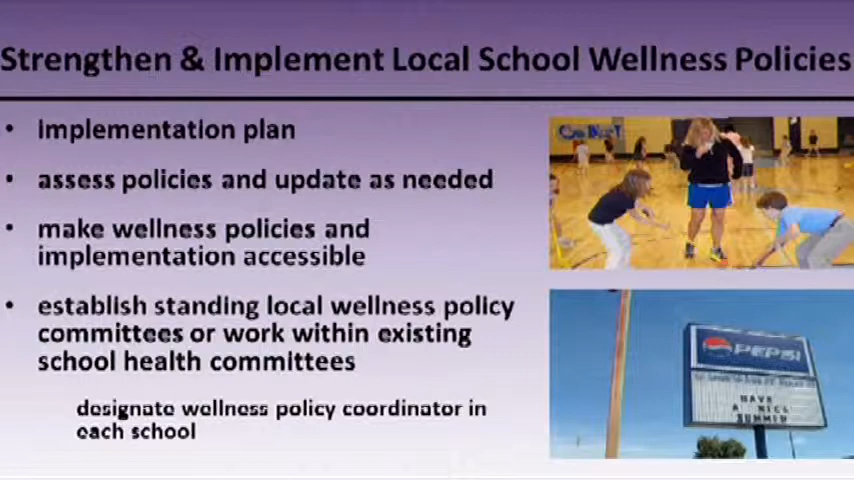 Strengthen & Implement Local School Wellness Policies
• implementation plan
• assess policies and update as needed
• make wellness policies and
implementation accessible
• establish standing local wellness policy
committees or work within existing
school health committees
designate wellness policy coordinator in
each school
PEPSI
HAVE
A NICE
SUMMER